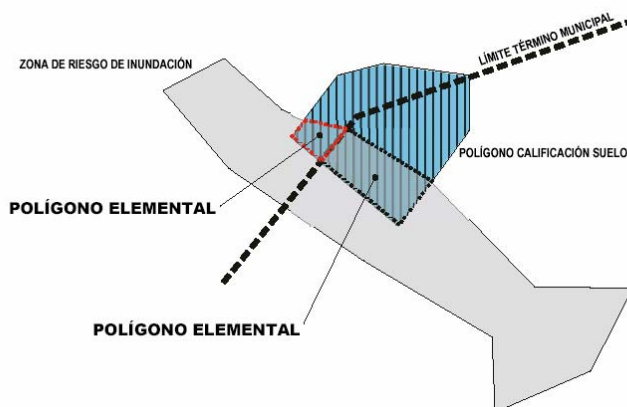 LÍMITE TÉRMINO MUNICIPAL
ZONA DE RIESGO DE INUNDACIÓN
POLÍGONO CALIFICACIÓN SUELO
POLÍGONO ELEMENTAL
POLÍGONO ELEMENTAL